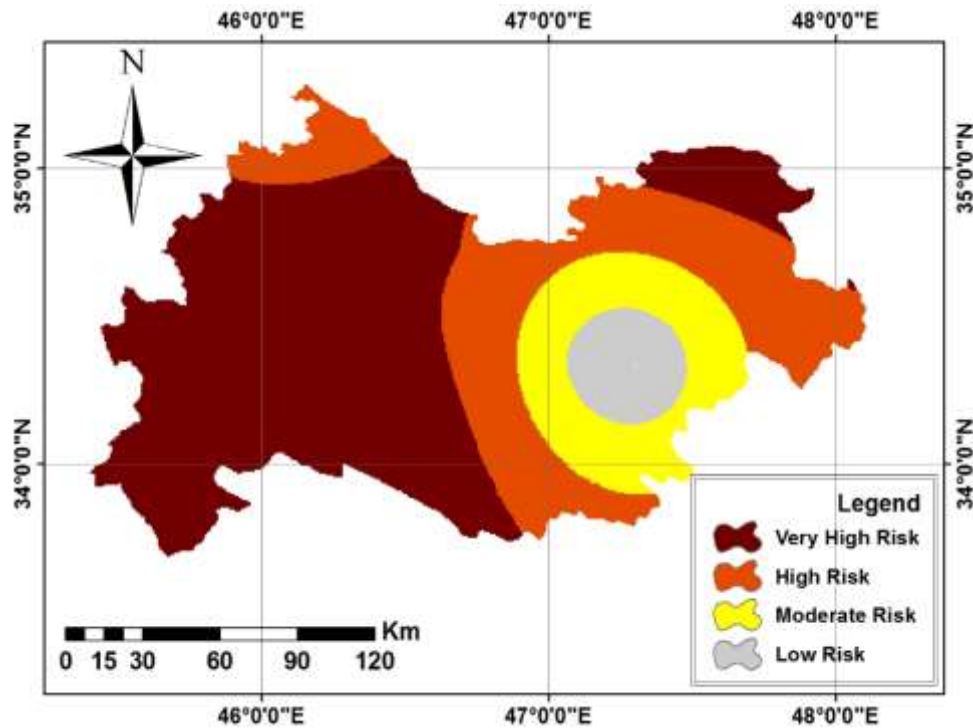 46°0'0"E 47°0'0"E 48°0'0"E
N
35°0'0"N 35°0'0"N
34°0'0"N 34°0'0"N
Legend
Very High Risk
High Risk
Moderate Risk
Low Risk
Km
0 15 30 60 90 120
46°0'0"E 47°0'0"E 48°0'0"E